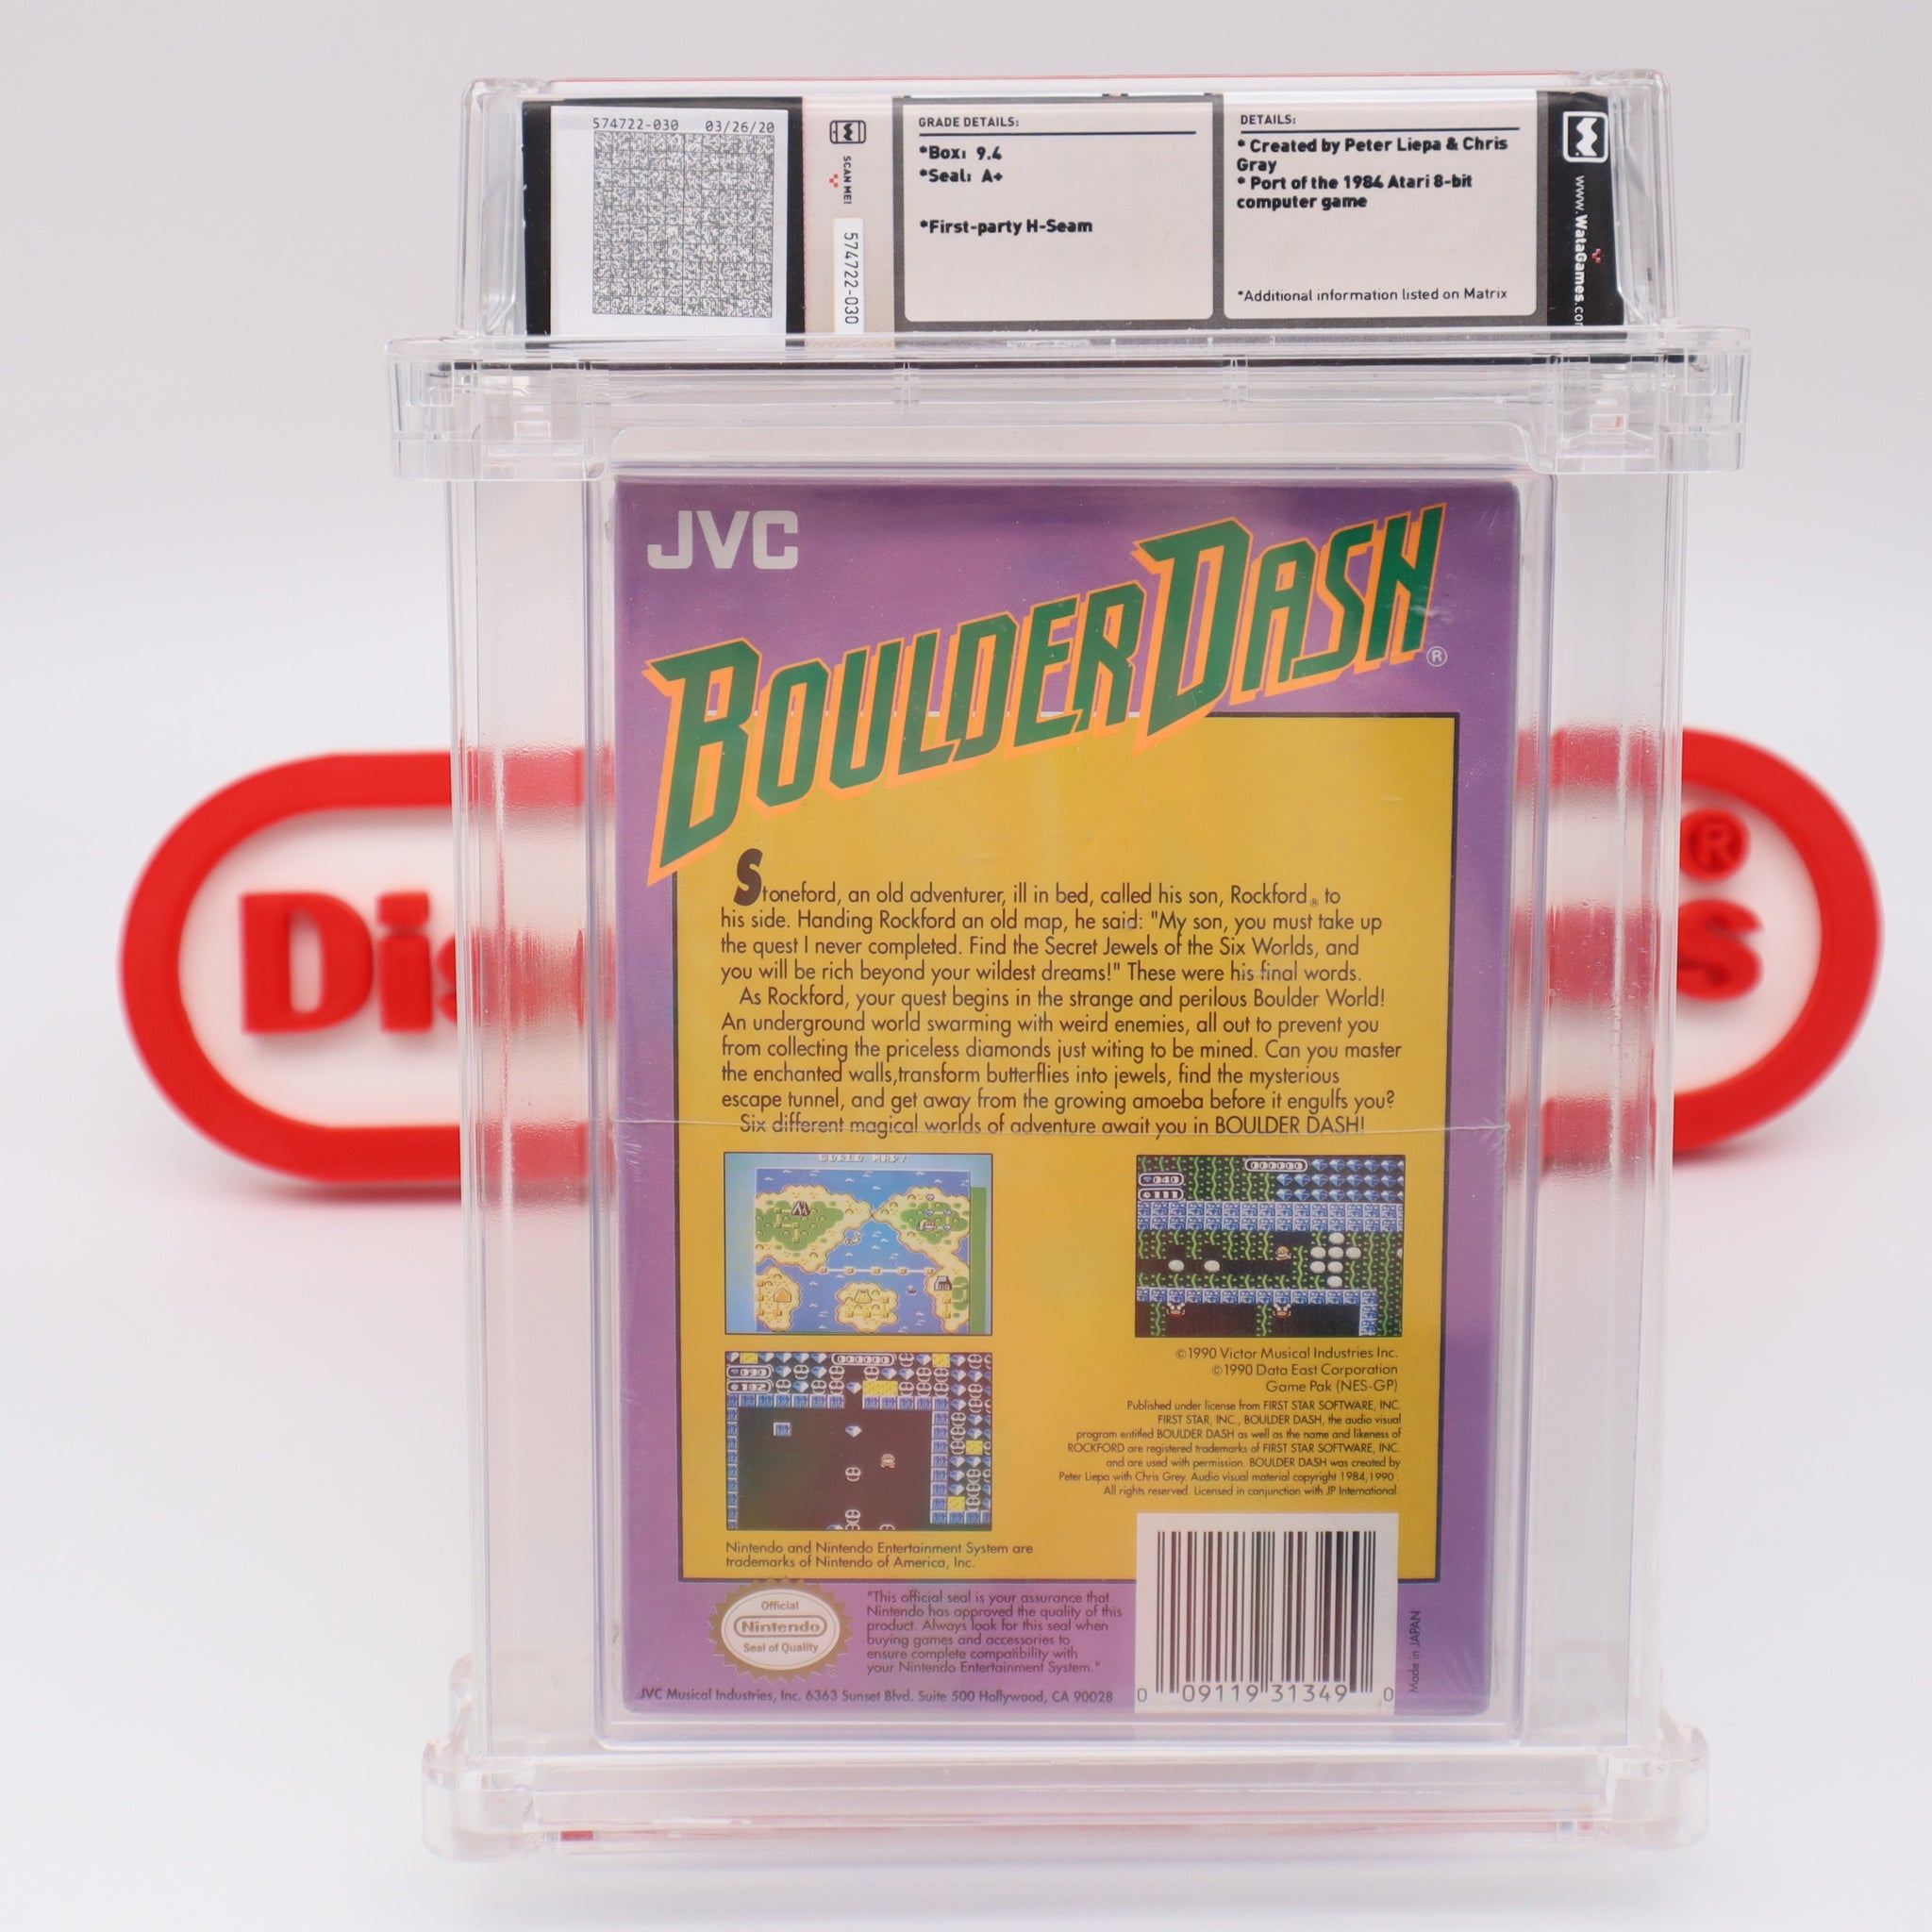 574722-030 03/26/20
SCAN ME!
574722-030
GRADE DETAILS:
*Box: 9.4
*Seal: A+
*First-party H-Seam
DETAILS:
* Created by Peter Liepa & Chris
Gray
* Port of the 1984 Atari 8-bit
computer game
*Additional information listed on Matrix
www.WataGames.com
JVC
BOULDER DASH®
Stoneford, an old adventurer, ill in bed, called his son, Rockford® to
his side. Handing Rockford an old map, he said: "My son, you must take up
the quest I never completed. Find the Secret Jewels of the Six Worlds, and
you will be rich beyond your wildest dreams!" These were his final words.
As Rockford, your quest begins in the strange and perilous Boulder World!
An underground world swarming with weird enemies, all out to prevent you
from collecting the priceless diamonds just witing to be mined. Can you master
the enchanted walls,transform butterflies into jewels, find the mysterious
escape tunnel, and get away from the growing amoeba before it engulfs you?
Six different magical worlds of adventure await you in BOULDER DASH!
WORLD MAP
000000
040
111
000000
030
102
©1990 Victor Musical Industries Inc.
©1990 Data East Corporation
Game Pak (NES-GP)
Published under license from FIRST STAR SOFTWARE, INC.
FIRST STAR, INC., BOULDER DASH, the audio visual
program entitled BOULDER DASH as well as the name and likeness of
ROCKFORD are registered trademarks of FIRST STAR SOFTWARE, INC.
and are used with permission. BOULDER DASH was created by
Peter Liepa with Chris Grey. Audio visual material copyright 1984,1990.
All rights reserved. Licensed in conjunction with JP International.
Nintendo and Nintendo Entertainment System are
trademarks of Nintendo of America, Inc.
Official
Nintendo
Seal of Quality
"This official seal is your assurance that
Nintendo has approved the quality of this
product. Always look for this seal when
buying games and accessories to
ensure complete compatibility with
your Nintendo Entertainment System."
JVC Musical Industries, Inc. 6363 Sunset Blvd. Suite 500 Hollywood, CA 90028
0 09119 31349 0
Made in JAPAN
Dis
®
s